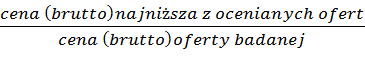 cena (brutto)najniższa z ocenianych ofert
cena (brutto)oferty badanej